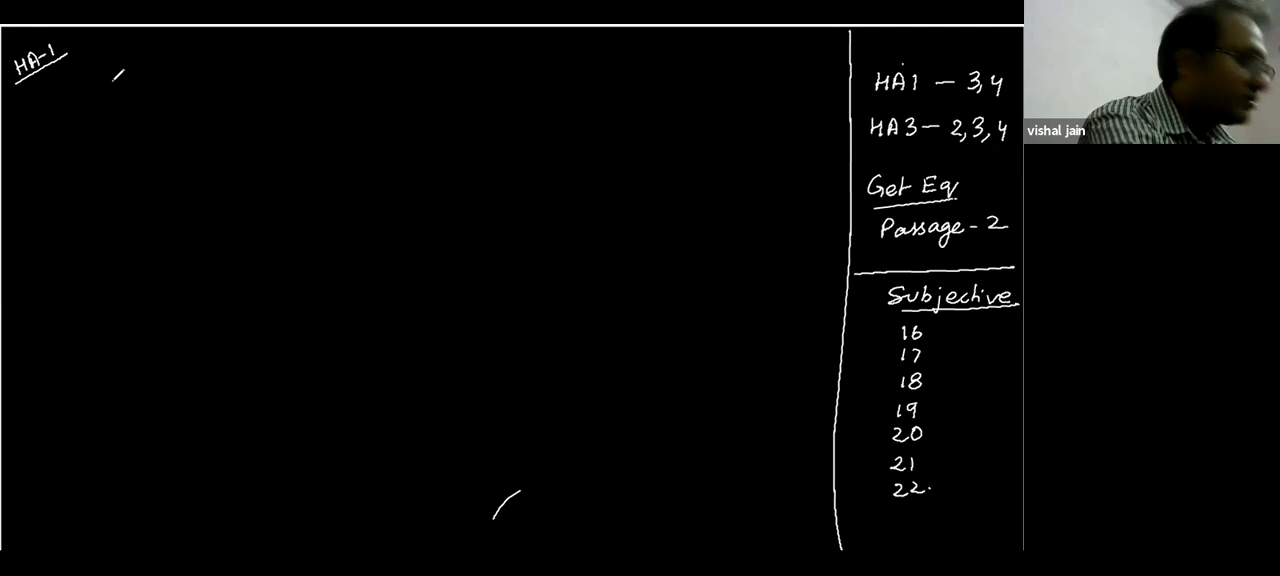 HA-1
HA1 - 3,4
HA3 - 2,3,4
Get Eq
Passage - 2
Subjective
16
17
18
19
20
21
22.
vishal jain